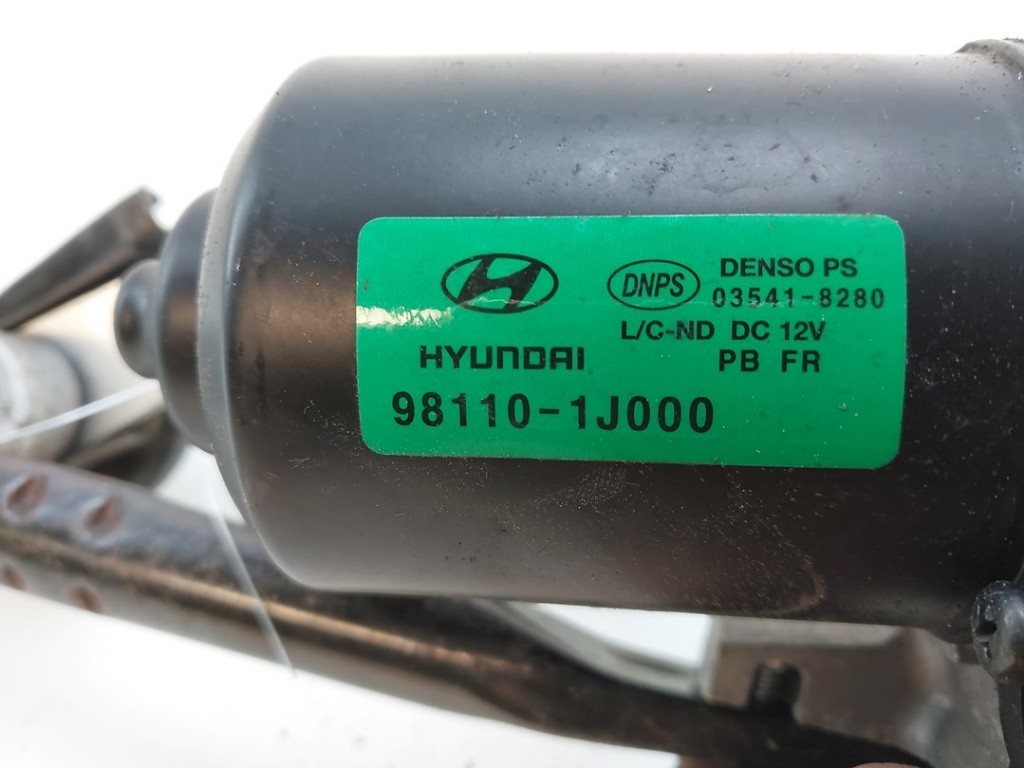 HYUNDAI
DNPS
DENSO PS
03541-8280
L/C-ND DC 12V
PB FR
98110-1J000